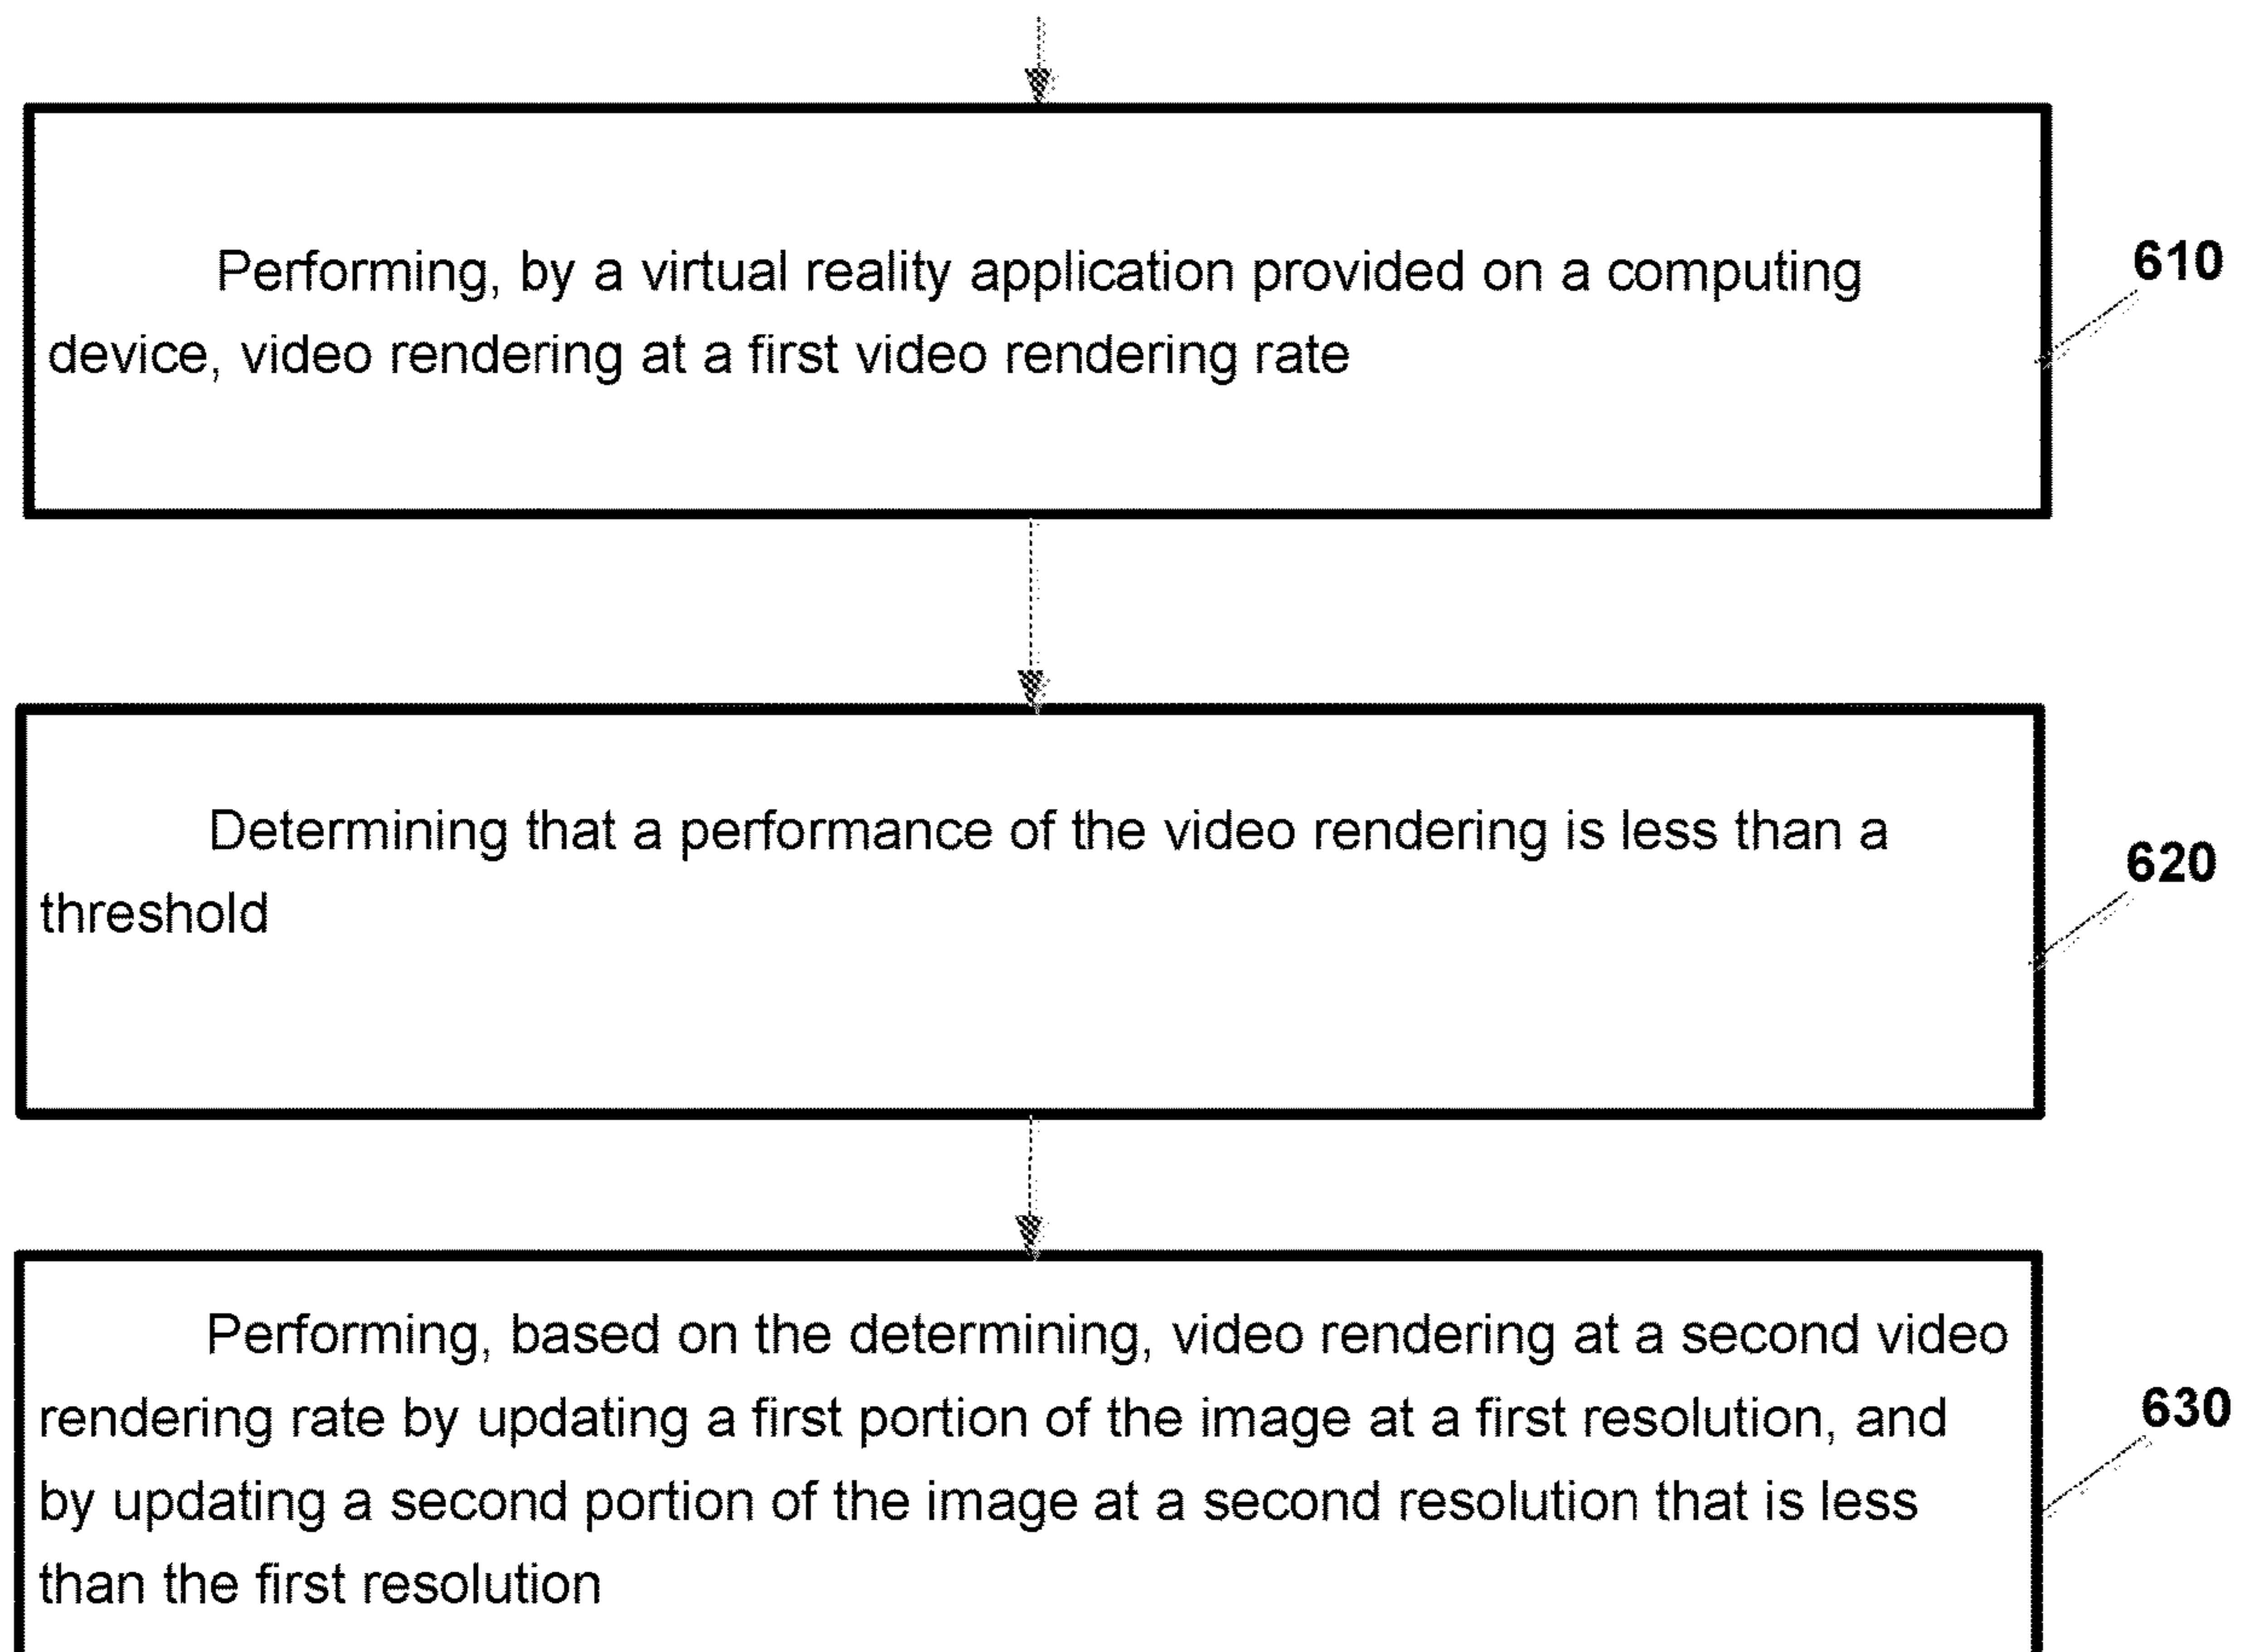 Performing, by a virtual reality application provided on a computing
610
device, video rendering at a first video rendering rate
Determining that a performance of the video rendering is less than a
620
threshold
Performing, based on the determining, video rendering at a second video
rendering rate by updating a first portion of the image at a first resolution, and
630
by updating a second portion of the image at a second resolution that is less
than the first resolution